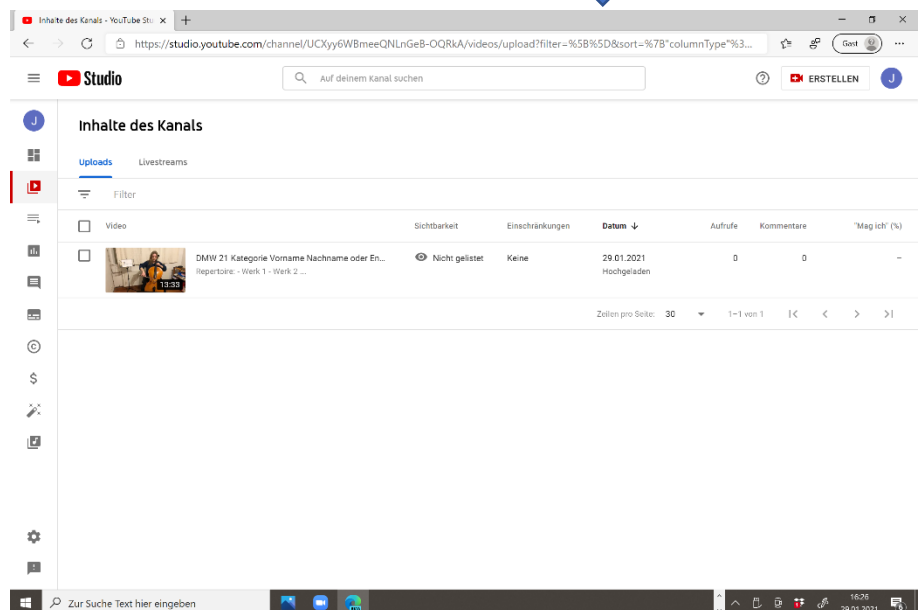 Inhalte des Kanals - YouTube Stu
https://studio.youtube.com/channel/UCXyy6WBmeeQNLnGeB-OQRkA/videos/upload?filter=%5B%5D&sort=%7B"columnType"%3...
Gast
Studio
Auf deinem Kanal suchen
ERSTELLEN
J
J
Inhalte des Kanals
Uploads Livestreams
Filter
Video Sichtbarkeit Einschränkungen Datum Aufrufe Kommentare "Mag ich" (%)
DMW 21 Kategorie Vorname Nachname oder En... Nicht gelistet Keine 29.01.2021 0 0 –
Repertoire: - Werk 1 - Werk 2 ... Hochgeladen
13:33
Zeilen pro Seite: 30 1–1 von 1
Zur Suche Text hier eingeben
16:26
29.01.2021